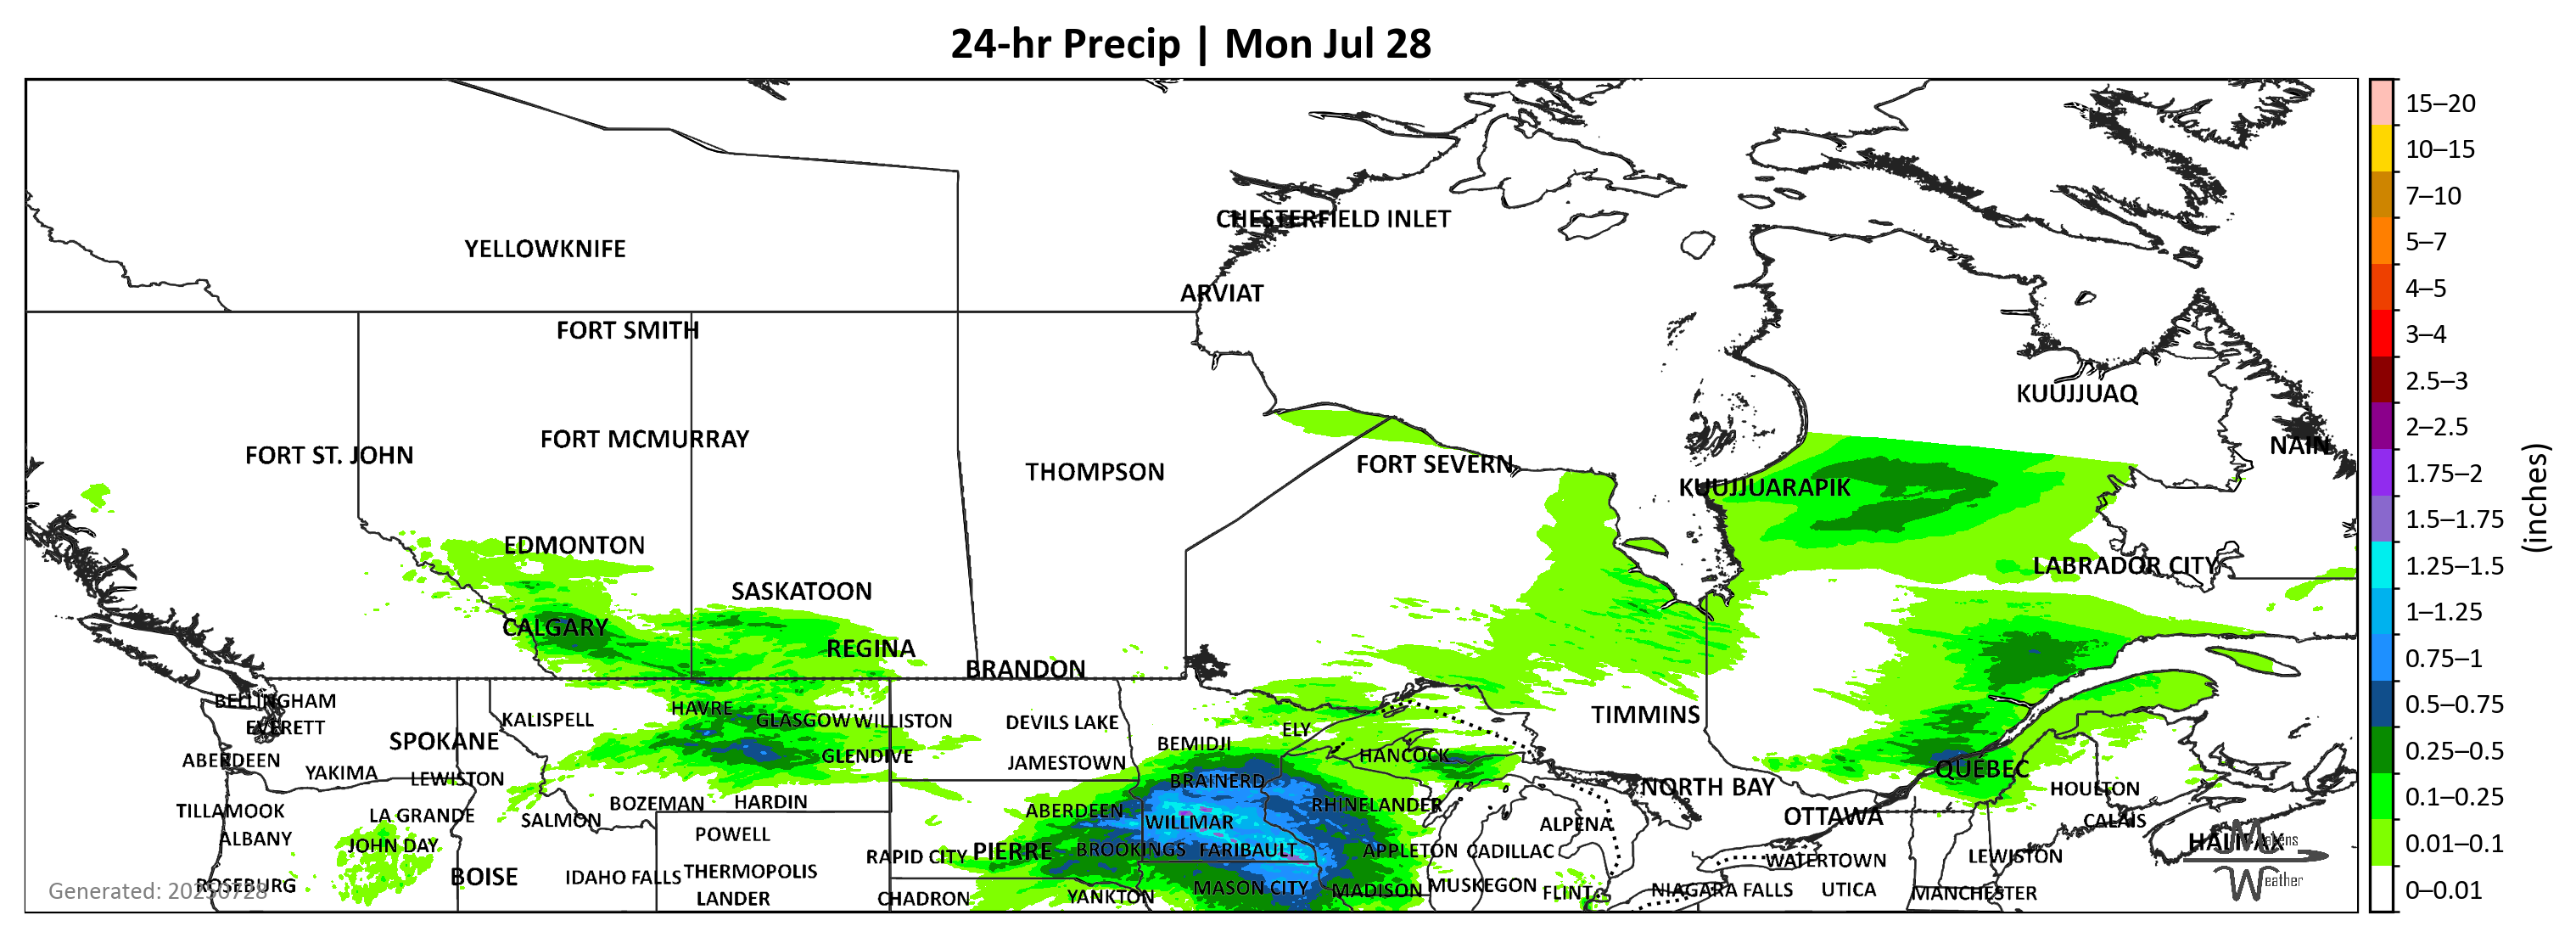 24-hr Precip | Mon Jul 28
15–20
10–15
7–10
5–7
4–5
3–4
2.5–3
2–2.5
1.75–2
1.5–1.75
1.25–1.5
1–1.25
0.75–1
0.5–0.75
0.25–0.5
0.1–0.25
0.01–0.1
0–0.01
(inches)
CHESTERFIELD INLET
YELLOWKNIFE
ARVIAT
FORT SMITH
KUUJJUAQ
FORT MCMURRAY
NAIN
FORT ST. JOHN
FORT SEVERN
THOMPSON
KUUJJUARAPIK
EDMONTON
LABRADOR CITY
SASKATOON
CALGARY
REGINA
BRANDON
BELLINGHAM
HAVRE
TIMMINS
KALISPELL
GLASGOW
WILLISTON
DEVILS LAKE
EVERETT
ELY
SPOKANE
BEMIDJI
ABERDEEN
GLENDIVE
HANCOCK
JAMESTOWN
QUÉBEC
YAKIMA
LEWISTON
BRAINERD
NORTH BAY
HOULTON
BOZEMAN
HARDIN
RHINELANDER
TILLAMOOK
LA GRANDE
ABERDEEN
OTTAWA
SALMON
WILLMAR
ALPENA
CALAIS
ALBANY
POWELL
HALIFAX
Matens
JOHN DAY
RAPID CITY
PIERRE
BROOKINGS
FARIBAULT
APPLETON
CADILLAC
WATERTOWN
LEWISTON
BOISE
IDAHO FALLS
THERMOPOLIS
Weather
ROSEBURG
MASON CITY
MADISON
MUSKEGON
FLINT
NIAGARA FALLS
UTICA
MANCHESTER
LANDER
CHADRON
YANKTON
Generated: 20250728